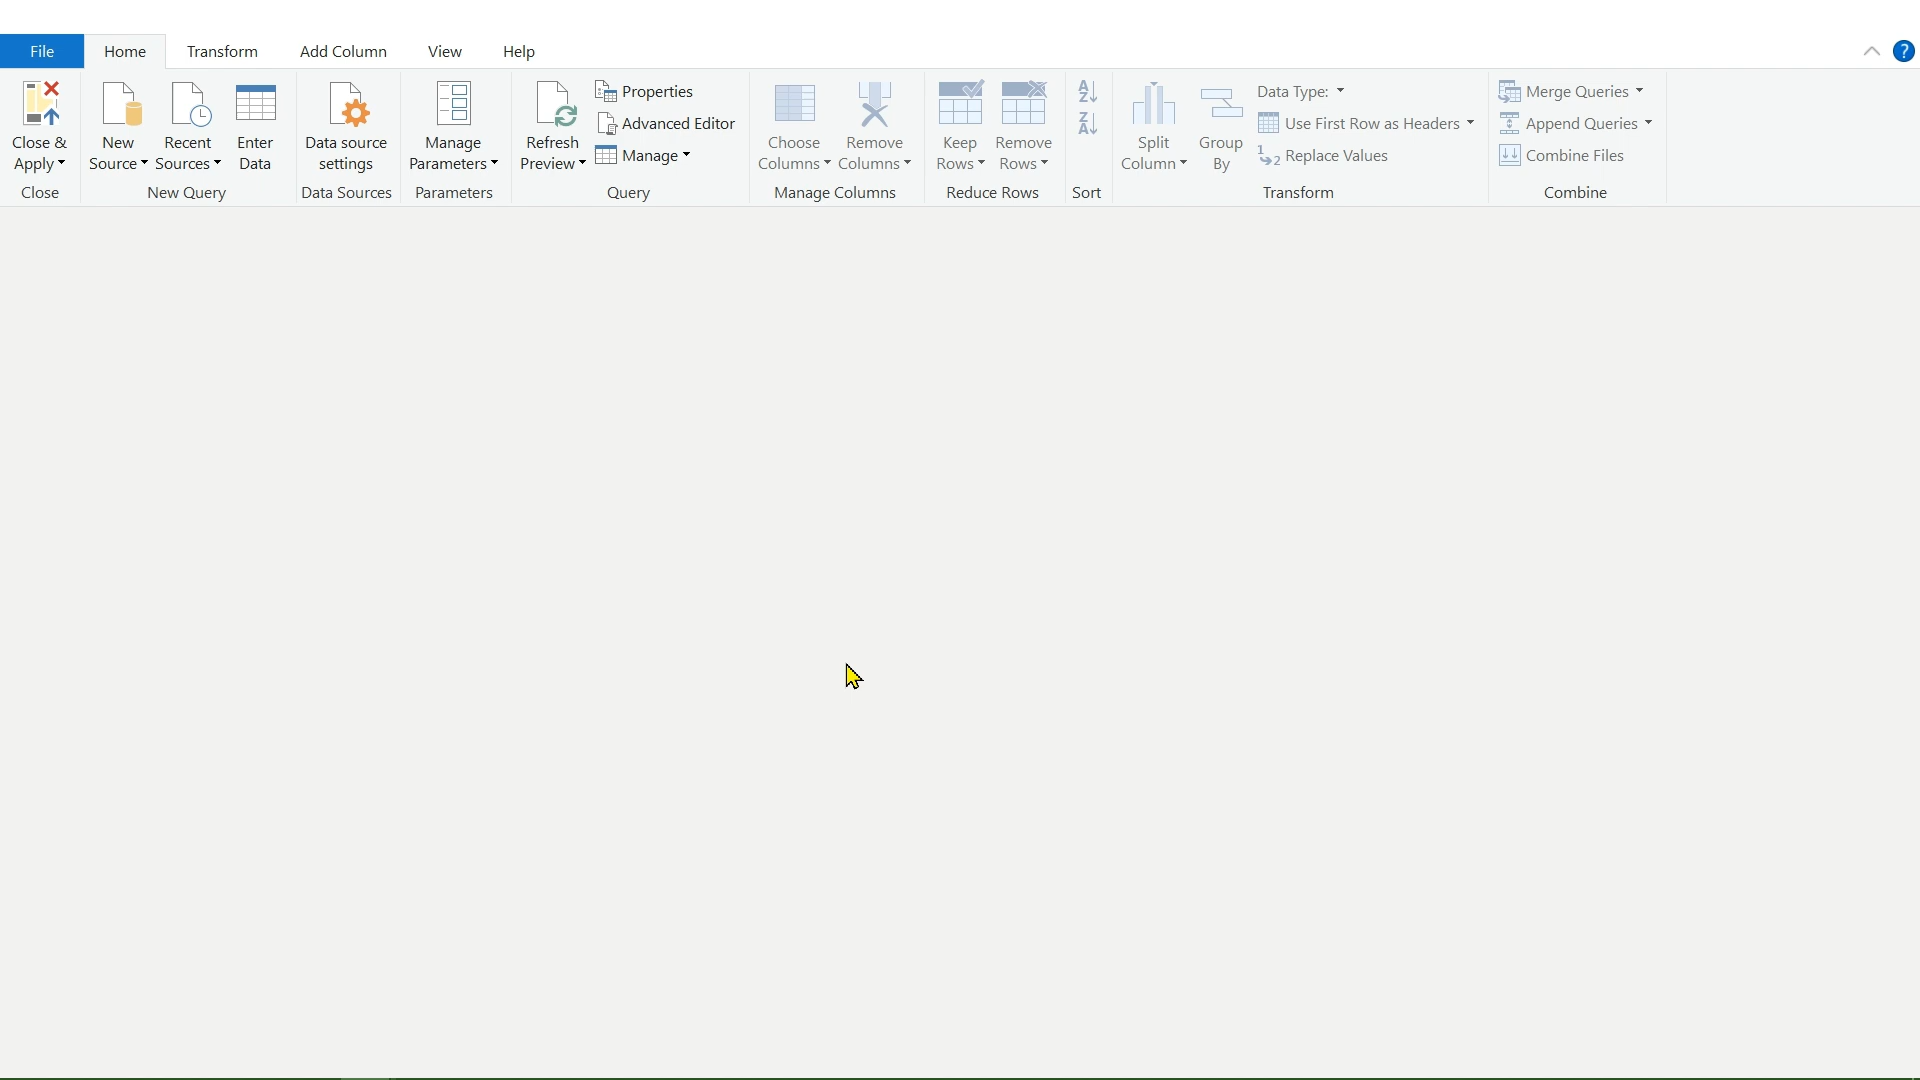 File Home Transform Add Column View Help ?
Close & Apply
New Source
Recent Sources
Enter Data
Data source settings
Manage Parameters
Refresh Preview
Properties
Advanced Editor
Manage
Choose Columns
Remove Columns
Keep Rows
Remove Rows
A Z
Z A
Split Column
Group By
Data Type:
Use First Row as Headers
1 2 Replace Values
Merge Queries
Append Queries
Combine Files
Close New Query Data Sources Parameters Query Manage Columns Reduce Rows Sort Transform Combine